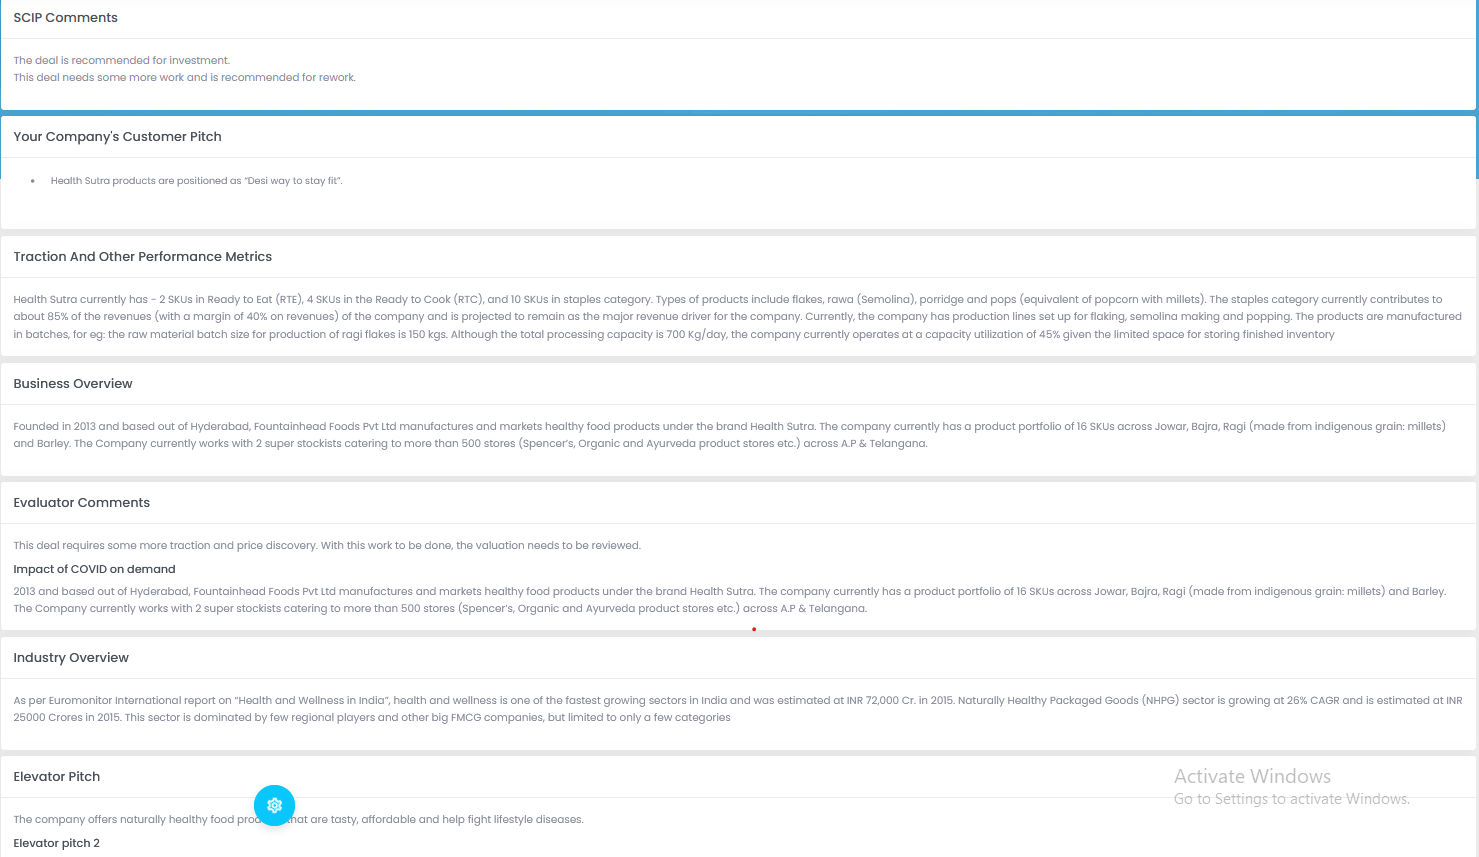 SCIP Comments
The deal is recommended for investment.
This deal needs some more work and is recommended for rework.
Your Company's Customer Pitch
• Health Sutra products are positioned as “Desi way to stay fit”.
Traction And Other Performance Metrics
Health Sutra currently has - 2 SKUs in Ready to Eat (RTE), 4 SKUs in the Ready to Cook (RTC), and 10 SKUs in staples category. Types of products include flakes, rawa (Semolina), porridge and pops (equivalent of popcorn with millets). The staples category currently contributes to
about 85% of the revenues (with a margin of 40% on revenues) of the company and is projected to remain as the major revenue driver for the company. Currently, the company has production lines set up for flaking, semolina making and popping. The products are manufactured
in batches, for eg: the raw material batch size for production of ragi flakes is 150 kgs. Although the total processing capacity is 700 Kg/day, the company currently operates at a capacity utilization of 45% given the limited space for storing finished inventory
Business Overview
Founded in 2013 and based out of Hyderabad, Fountainhead Foods Pvt Ltd manufactures and markets healthy food products under the brand Health Sutra. The company currently has a product portfolio of 16 SKUs across Jowar, Bajra, Ragi (made from indigenous grain: millets)
and Barley. The Company currently works with 2 super stockists catering to more than 500 stores (Spencer’s, Organic and Ayurveda product stores etc.) across A.P & Telangana.
Evaluator Comments
This deal requires some more traction and price discovery. With this work to be done, the valuation needs to be reviewed.
Impact of COVID on demand
2013 and based out of Hyderabad, Fountainhead Foods Pvt Ltd manufactures and markets healthy food products under the brand Health Sutra. The company currently has a product portfolio of 16 SKUs across Jowar, Bajra, Ragi (made from indigenous grain: millets) and Barley.
The Company currently works with 2 super stockists catering to more than 500 stores (Spencer’s, Organic and Ayurveda product stores etc.) across A.P & Telangana.
Industry Overview
As per Euromonitor International report on “Health and Wellness in India”, health and wellness is one of the fastest growing sectors in India and was estimated at INR 72,000 Cr. in 2015. Naturally Healthy Packaged Goods (NHPG) sector is growing at 26% CAGR and is estimated at INR
25000 Crores in 2015. This sector is dominated by few regional players and other big FMCG companies, but limited to only a few categories
Elevator Pitch
The company offers naturally healthy food are tasty, affordable and help fight lifestyle diseases.
Elevator pitch 2
Activate Windows
Go to Settings to activate Windows.